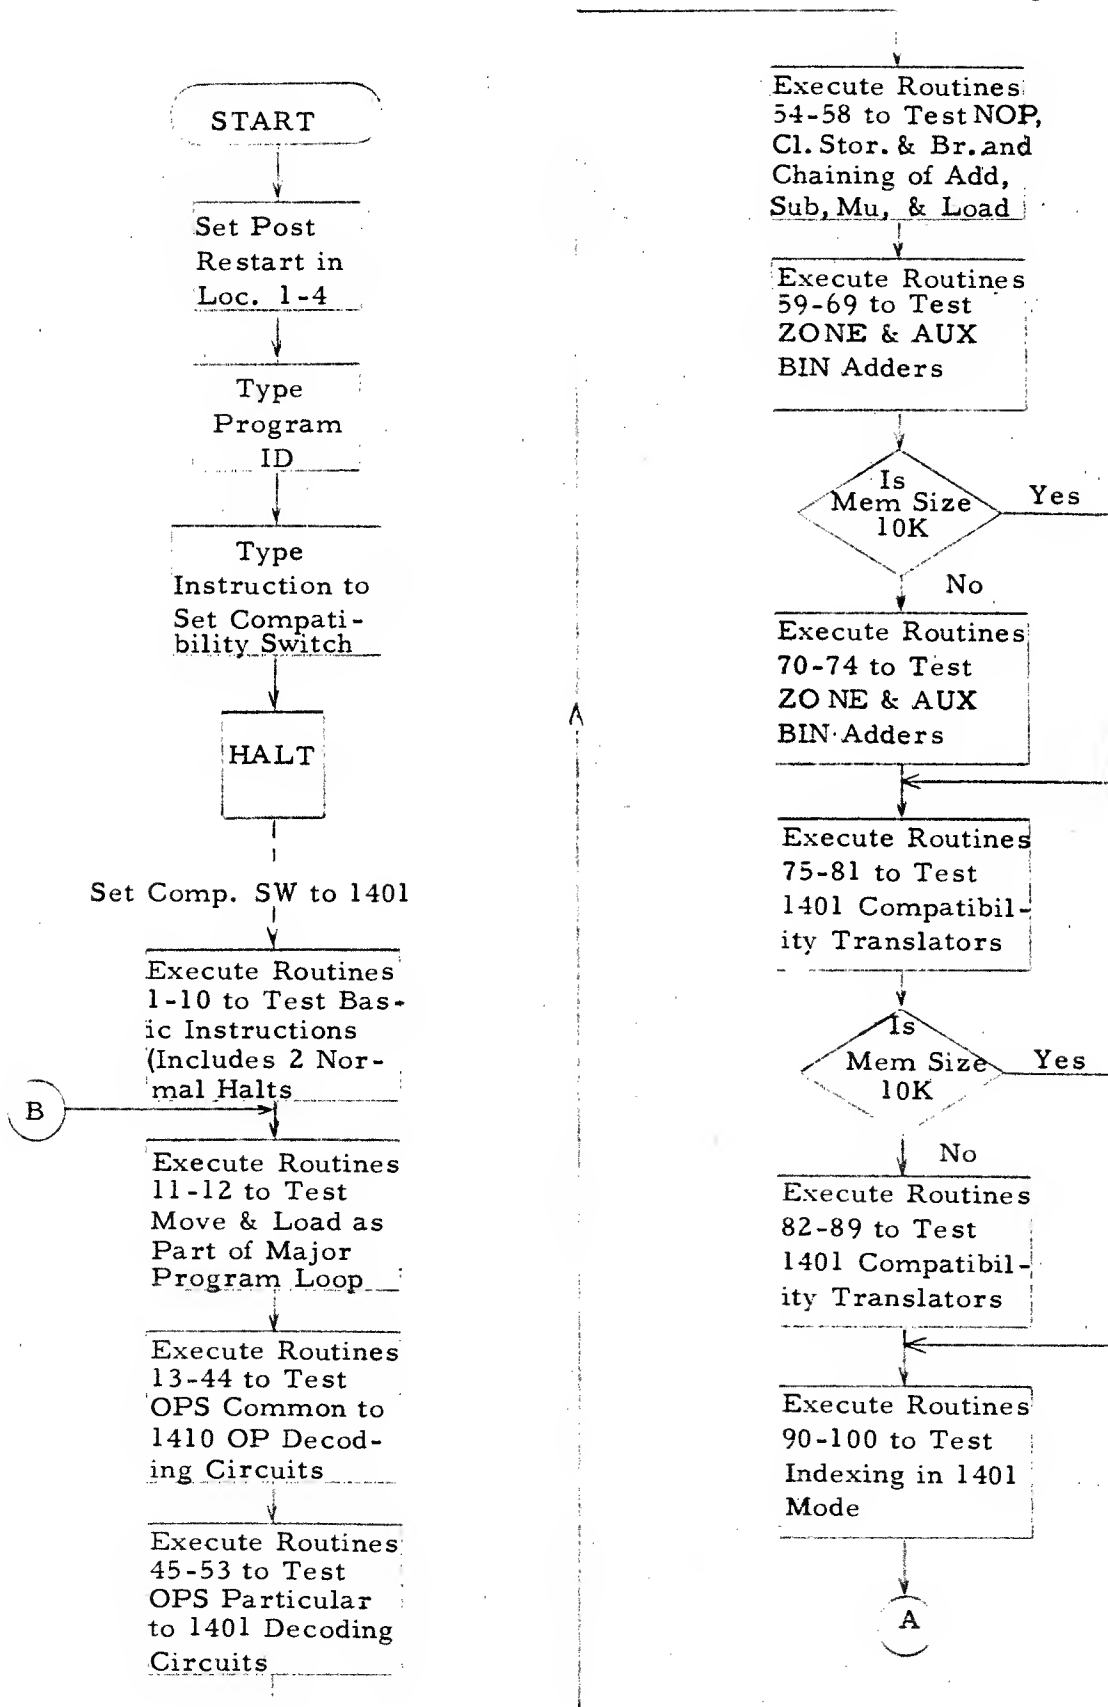 START
Set Post
Restart in
Loc. 1-4
Type
Program
ID
Type
Instruction to
Set Compati-
bility Switch
HALT
Set Comp. SW to 1401
Execute Routines
1-10 to Test Bas-
ic Instructions
(Includes 2 Nor-
mal Halts
B
Execute Routines
11-12 to Test
Move & Load as
Part of Major
Program Loop
Execute Routines
13-44 to Test
OPS Common to
1410 OP Decod-
ing Circuits
Execute Routines
45-53 to Test
OPS Particular
to 1401 Decoding
Circuits
Execute Routines
54-58 to Test NOP,
Cl. Stor. & Br. and
Chaining of Add,
Sub, Mu, & Load
Execute Routines
59-69 to Test
ZONE & AUX
BIN Adders
Is
Mem Size
10K
Yes
No
Execute Routines
70-74 to Test
ZONE & AUX
BIN Adders
Execute Routines
75-81 to Test
1401 Compatibil-
ity Translators
Is
Mem Size
10K
Yes
No
Execute Routines
82-89 to Test
1401 Compatibil-
ity Translators
Execute Routines
90-100 to Test
Indexing in 1401
Mode
A